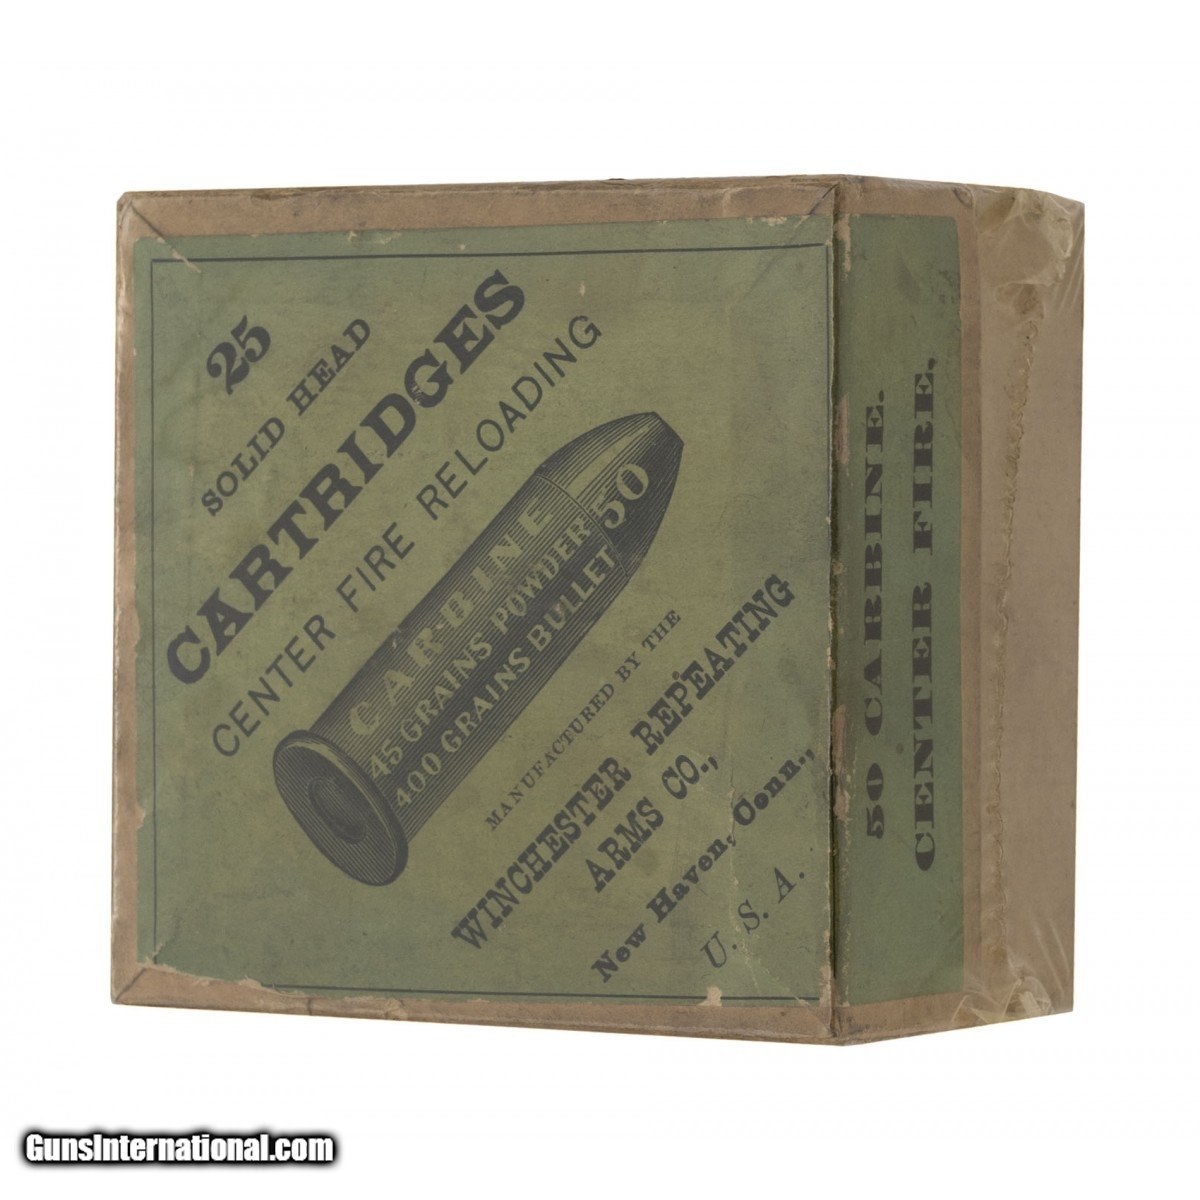 25
SOLID HEAD
CARTRIDGES
CENTER FIRE RELOADING
CARBINE
50
45 GRAINS POWDER
400 GRAINS BULLET
MANUFACTURED BY THE
WINCHESTER REPEATING
ARMS CO.,
New Haven, Conn.,
U. S. A.
50 CARBINE.
CENTER FIRE.
GunsInternational.com